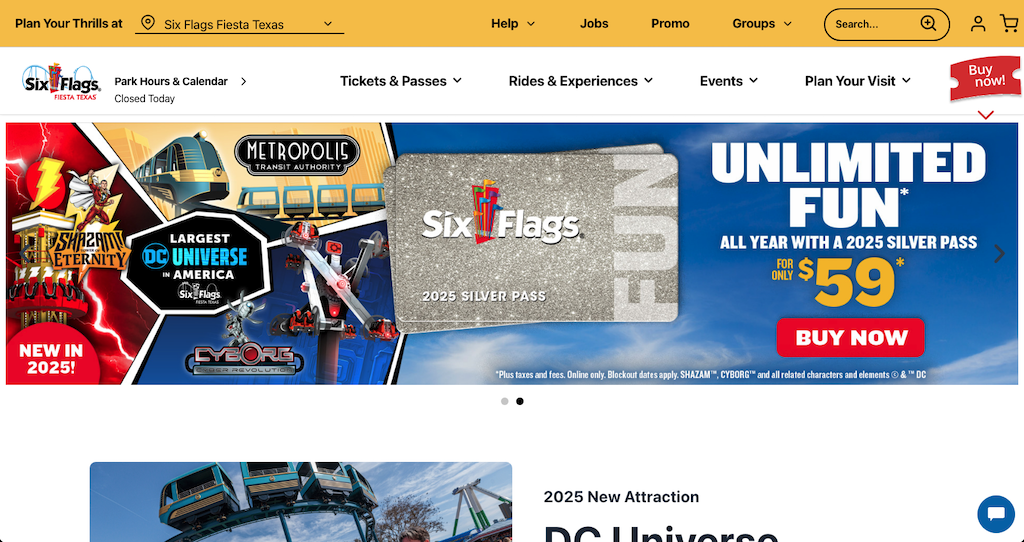 Plan Your Thrills at
Six Flags Fiesta Texas
Help
Jobs
Promo
Groups
Search...
Six Flags
FIESTA TEXAS
Park Hours & Calendar
Closed Today
Tickets & Passes
Rides & Experiences
Events
Plan Your Visit
Buy
now!
SHAZAM!
TOWER OF
ETERNITY
NEW IN
2025!
METROPOLIS
TRANSIT AUTHORITY
LARGEST
DC UNIVERSE
IN AMERICA
Six Flags
FIESTA TEXAS
CYBORG
CYBER REVOLUTION
Six Flags
FUN
2025 SILVER PASS
UNLIMITED
FUN*
ALL YEAR WITH A 2025 SILVER PASS
FOR
ONLY
$59*
BUY NOW
*Plus taxes and fees. Online only. Blockout dates apply. SHAZAM™, CYBORG™ and all related characters and elements © & ™ DC
2025 New Attraction
DC Universe